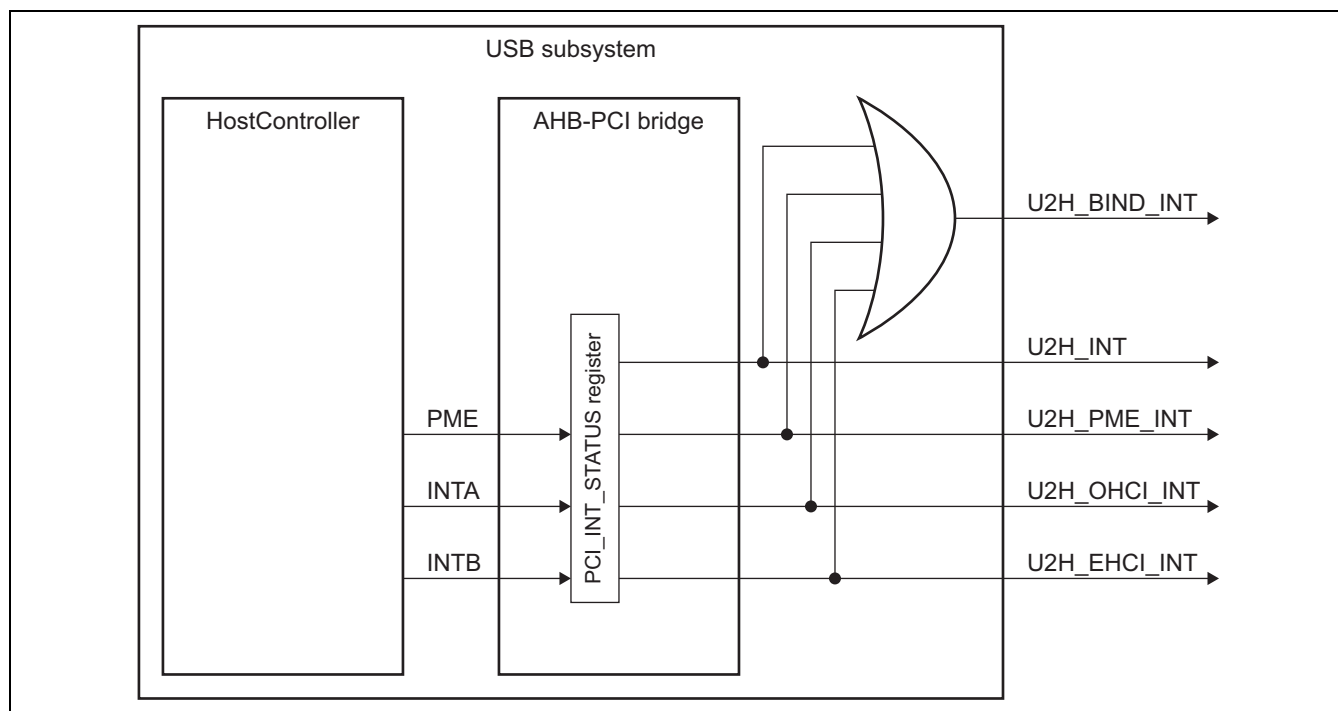 USB subsystem
HostController
AHB-PCI bridge
U2H_BIND_INT
U2H_INT
PCI_INT_STATUS register
PME
U2H_PME_INT
INTA
U2H_OHCI_INT
INTB
U2H_EHCI_INT